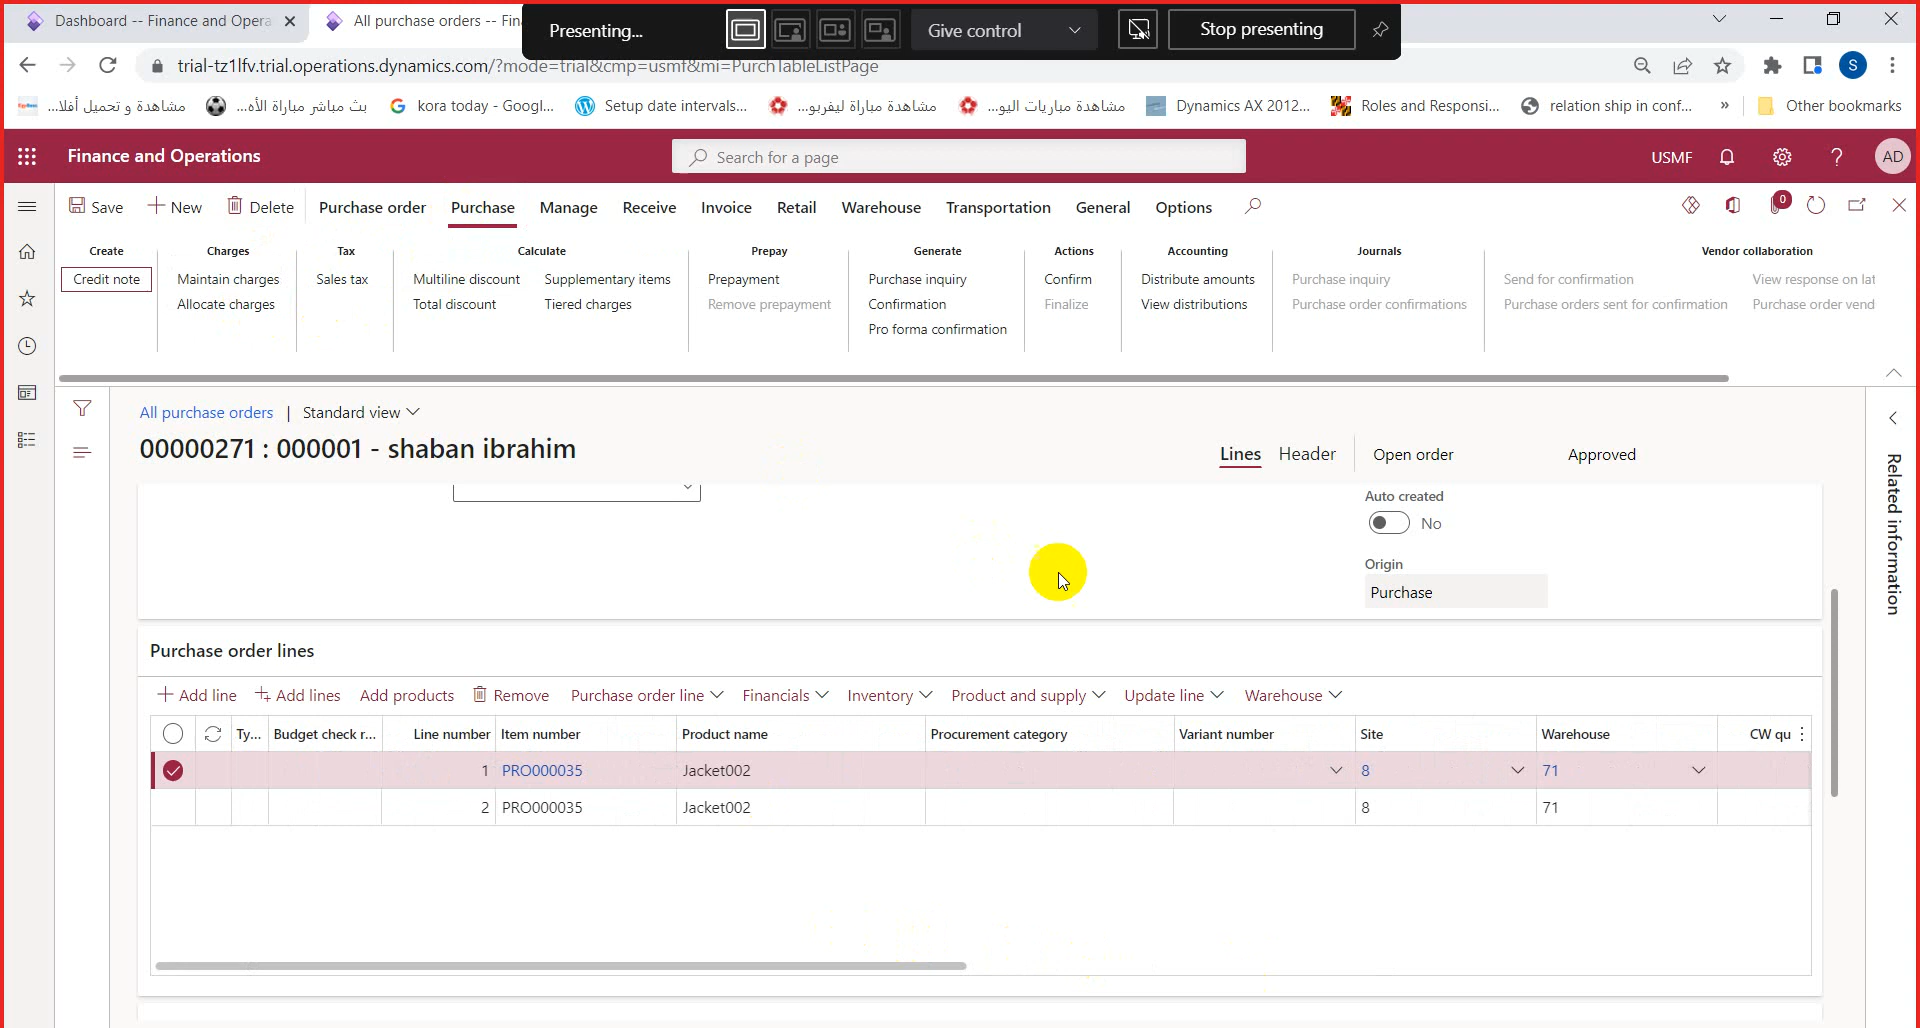 Dashboard -- Finance and Opera
All purchase orders -- Fin
Presenting...
Give control
Stop presenting
trial-tz1lfv.trial.operations.dynamics.com/?mode=trial&cmp=usmf&mi=PurchTableListPage
S
مشاهدة و تحميل أفلا...
بث مباشر مباراة الأه...
kora today - Googl...
Setup date intervals...
مشاهدة مباراة ليفربو...
مشاهدة مباريات اليو...
Dynamics AX 2012...
Roles and Responsi...
relation ship in conf...
»
Other bookmarks
Finance and Operations
Search for a page
USMF
AD
Save
New
Delete
Purchase order
Purchase
Manage
Receive
Invoice
Retail
Warehouse
Transportation
General
Options
0
Create
Charges
Tax
Calculate
Prepay
Generate
Actions
Accounting
Journals
Vendor collaboration
Credit note
Maintain charges
Sales tax
Multiline discount
Supplementary items
Prepayment
Purchase inquiry
Confirm
Distribute amounts
Purchase inquiry
Send for confirmation
View response on lat
Allocate charges
Total discount
Tiered charges
Remove prepayment
Confirmation
Finalize
View distributions
Purchase order confirmations
Purchase orders sent for confirmation
Purchase order vend
Pro forma confirmation
All purchase orders | Standard view
00000271 : 000001 - shaban ibrahim
Lines
Header
Open order
Approved
Related information
Auto created
No
Origin
Purchase
Purchase order lines
Add line
Add lines
Add products
Remove
Purchase order line
Financials
Inventory
Product and supply
Update line
Warehouse
Ty...
Budget check r...
Line number
Item number
Product name
Procurement category
Variant number
Site
Warehouse
CW qu
1 PRO000035 Jacket002 8 71
2 PRO000035 Jacket002 8 71